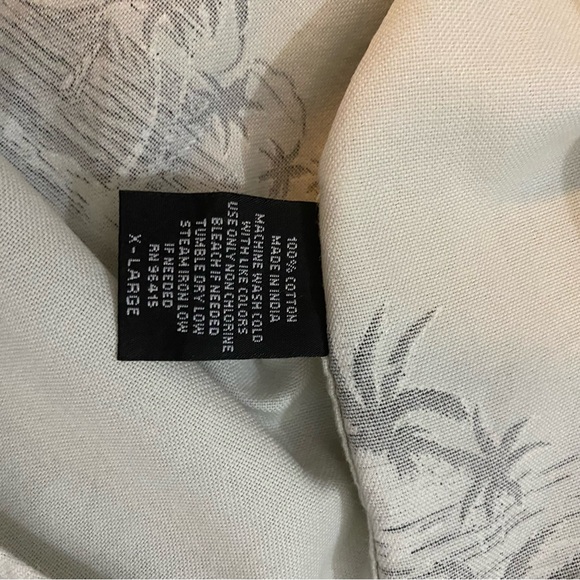 100% COTTON
MADE IN INDIA
MACHINE WASH COLD
WITH LIKE COLORS
USE ONLY NON CHLORINE
BLEACH IF NEEDED
TUMBLE DRY LOW
STEAM IRON LOW
IF NEEDED
RN 96415
X-LARGE